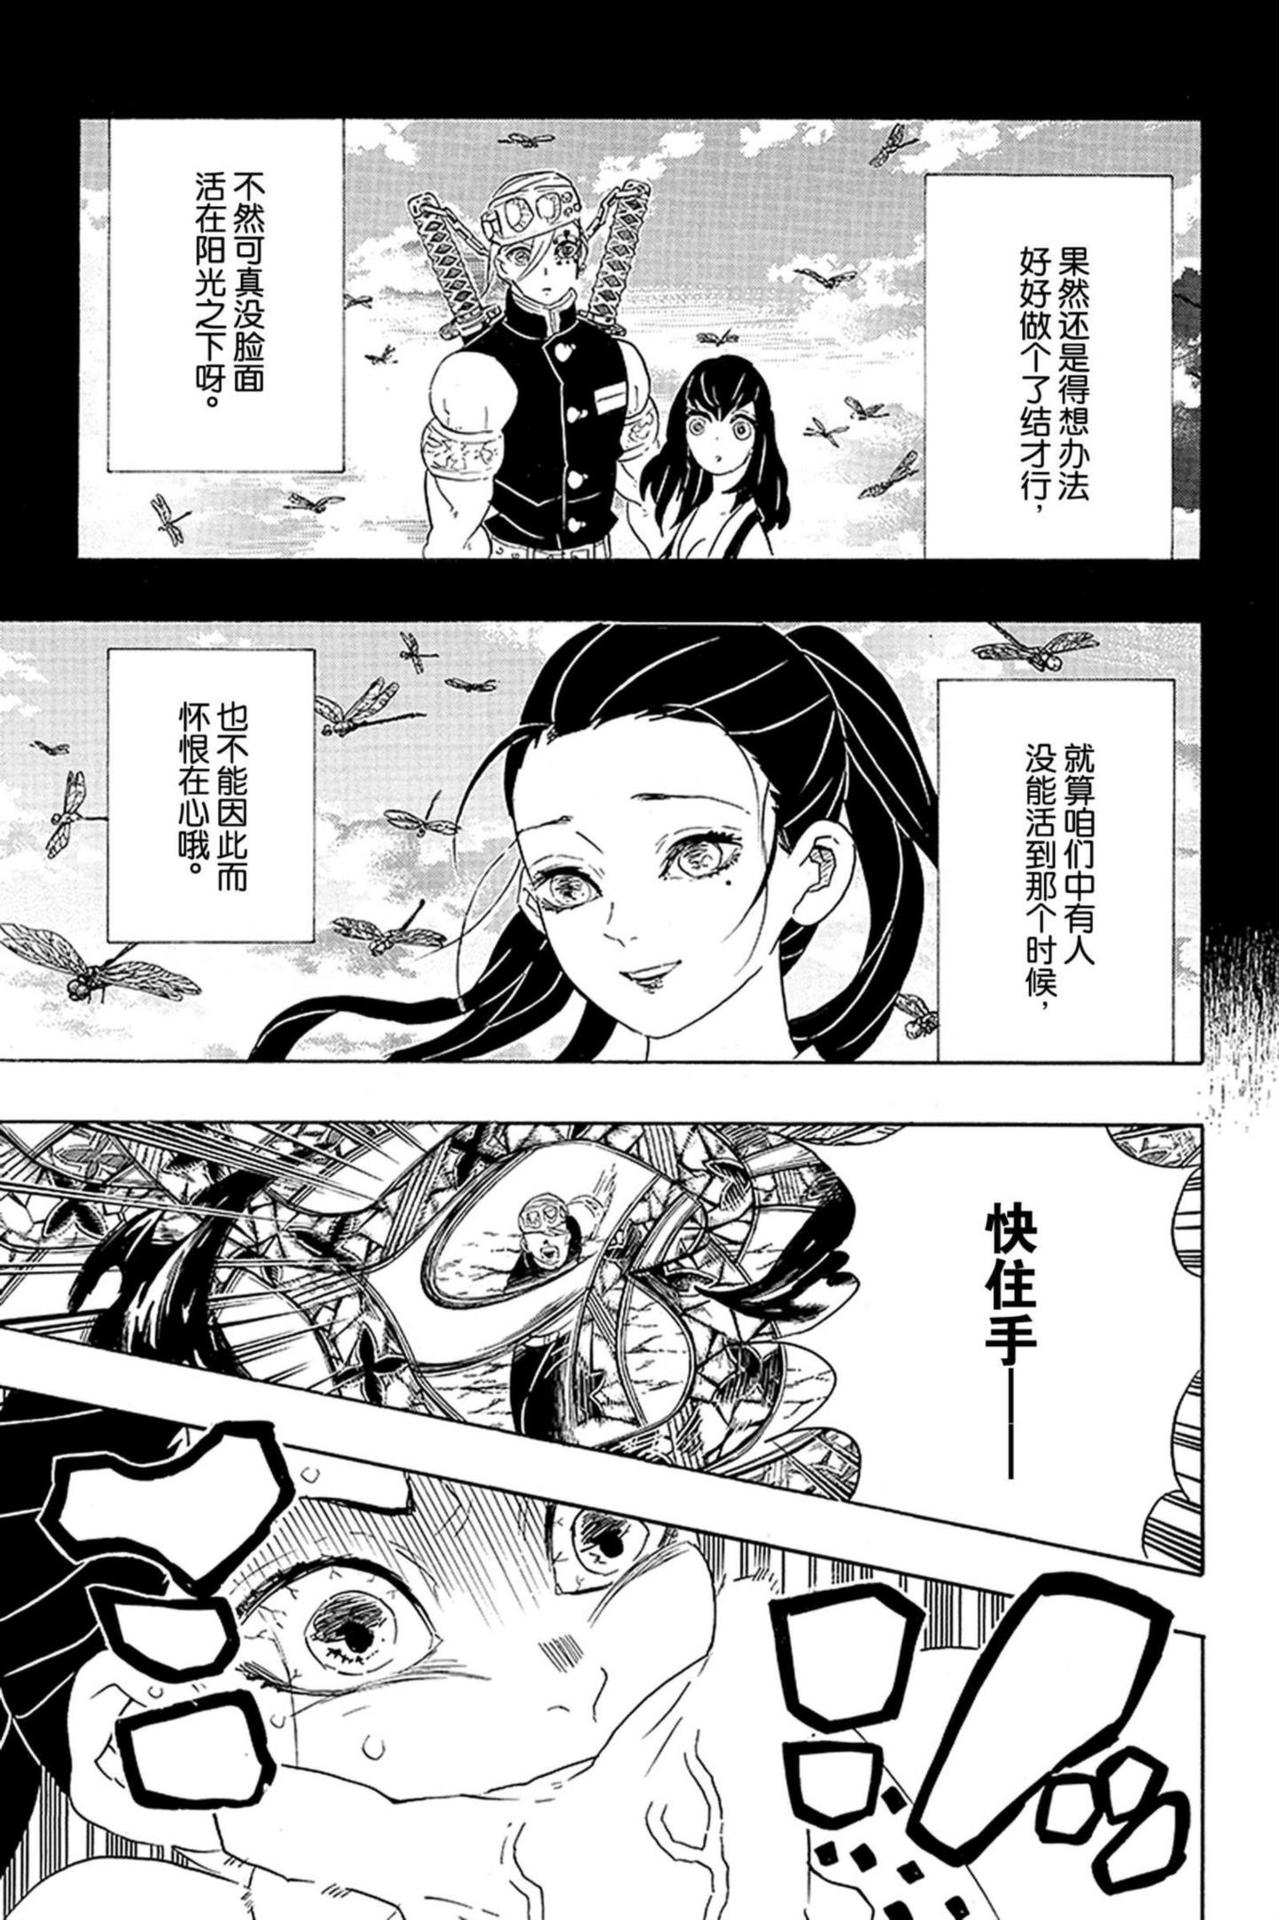 果然还是得想办法
好好做个了结才行，
不然可真没脸面
活在阳光之下呀。
就算咱们中有人
没能活到那个时候，
也不能因此而
怀恨在心哦。
快住手——